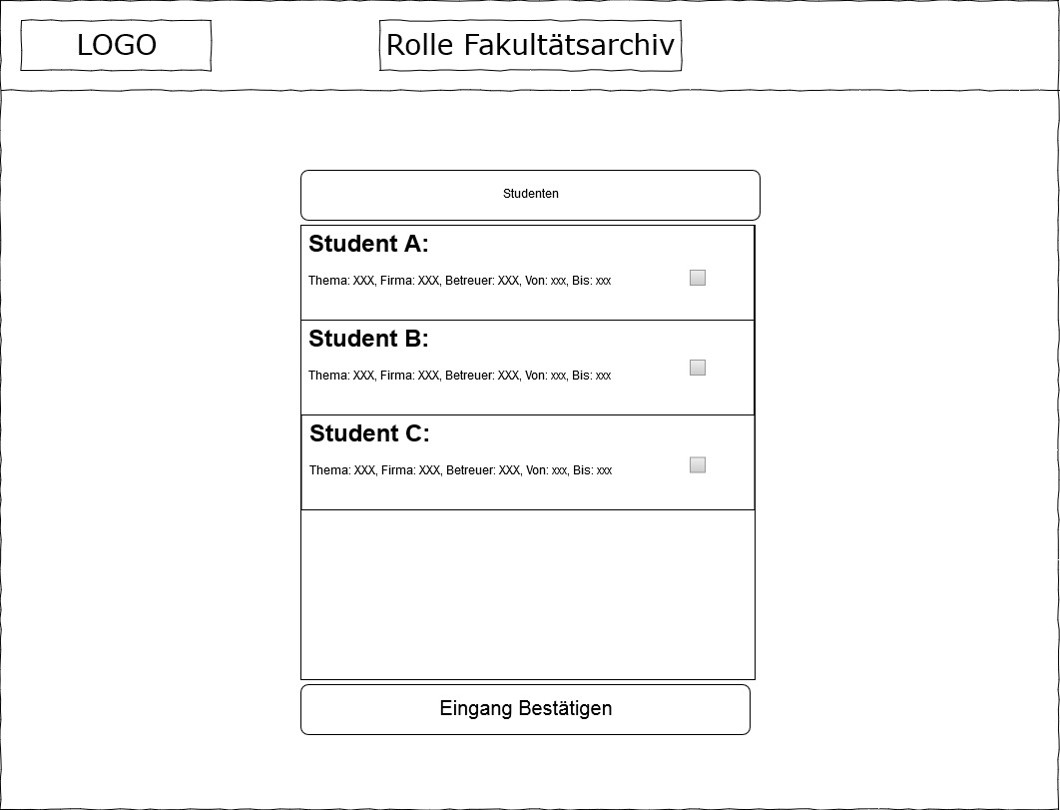 LOGO
Rolle Fakultätsarchiv
Studenten
Student A:
Thema: XXX, Firma: XXX, Betreuer: XXX, Von: xxx, Bis: xxx
Student B:
Thema: XXX, Firma: XXX, Betreuer: XXX, Von: xxx, Bis: xxx
Student C:
Thema: XXX, Firma: XXX, Betreuer: XXX, Von: xxx, Bis: xxx
Eingang Bestätigen